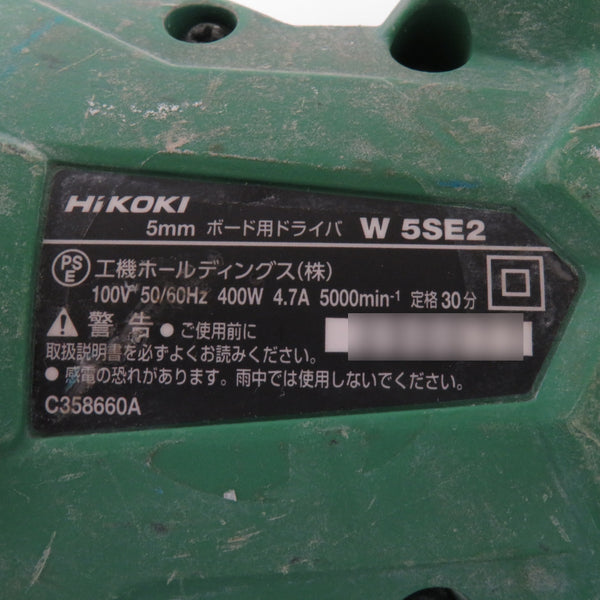 HiKOKI
5mm ボード用ドライバ W 5SE2
PS E 工機ホールディングス(株)
100V 50/60Hz 400W 4.7A 5000min-1 定格30分
警告 ● ご使用前に
取扱説明書を必ずよくお読みください。
● 感電の恐れがあります。雨中では使用しないでください。
C358660A